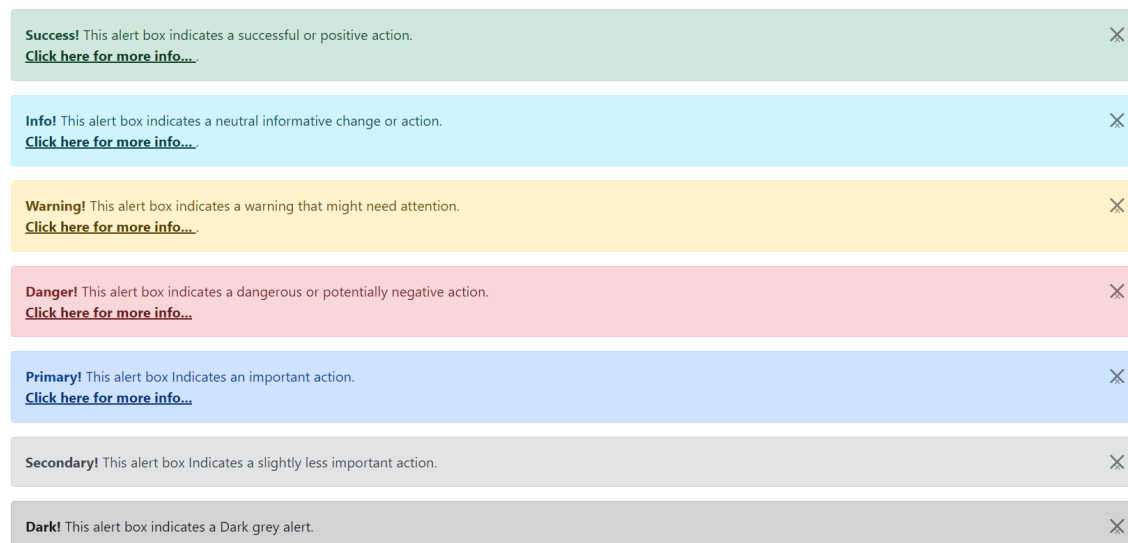 Success! This alert box indicates a successful or positive action.
Click here for more info... .
Info! This alert box indicates a neutral informative change or action.
Click here for more info... .
Warning! This alert box indicates a warning that might need attention.
Click here for more info... .
Danger! This alert box indicates a dangerous or potentially negative action.
Click here for more info...
Primary! This alert box Indicates an important action.
Click here for more info...
Secondary! This alert box Indicates a slightly less important action.
Dark! This alert box indicates a Dark grey alert.